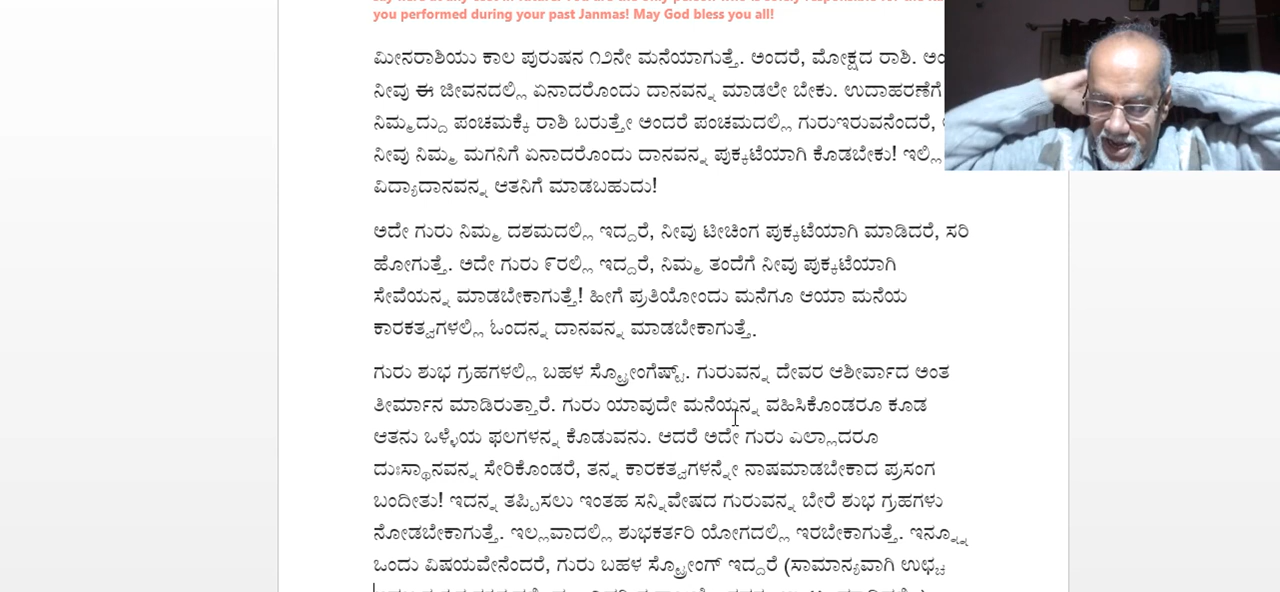 you performed during your past Janmas! May God bless you all!
ಮೀನರಾಶಿಯು ಕಾಲ ಪುರುಷನ ೧೨ನೇ ಮನೆಯಾಗುತ್ತೆ. ಅಂದರೆ, ಮೋಕ್ಷದ ರಾಶಿ.
ನೀವು ಈ ಜೀವನದಲ್ಲಿ ಏನಾದರೊಂದು ದಾನವನ್ನ ಮಾಡಲೇ ಬೇಕು. ಉದಾಹರಣೆಗೆ
ನಿಮ್ಮದ್ದು ಪಂಚಮಕ್ಕೆ ರಾಶಿ ಬರುತ್ತೇ ಅಂದರೆ ಪಂಚಮದಲ್ಲಿ ಗುರುಇರುವನೆಂದರೆ,
ನೀವು ನಿಮ್ಮ ಮಗನಿಗೆ ಏನಾದರೊಂದು ದಾನವನ್ನ ಪುಕ್ಕಟೆಯಾಗಿ ಕೊಡಬೇಕು! ಇಲ್ಲಿ
ವಿದ್ಯಾದಾನವನ್ನ ಆತನಿಗೆ ಮಾಡಬಹುದು!
ಅದೇ ಗುರು ನಿಮ್ಮ ದಶಮದಲ್ಲಿ ಇದ್ದರೆ, ನೀವು ಟೀಚಿಂಗ ಪುಕ್ಕಟೆಯಾಗಿ ಮಾಡಿದರೆ, ಸರಿ
ಹೋಗುತ್ತೆ. ಅದೇ ಗುರು ೯ರಲ್ಲಿ ಇದ್ದರೆ, ನಿಮ್ಮ ತಂದೆಗೆ ನೀವು ಪುಕ್ಕಟೆಯಾಗಿ
ಸೇವೆಯನ್ನ ಮಾಡಬೇಕಾಗುತ್ತೆ! ಹೀಗೆ ಪ್ರತಿಯೋಂದು ಮನೆಗೂ ಆಯಾ ಮನೆಯ
ಕಾರಕತ್ವಗಳಲ್ಲಿ ಓಂದನ್ನ ದಾನವನ್ನ ಮಾಡಬೇಕಾಗುತ್ತೆ.
ಗುರು ಶುಭ ಗ್ರಹಗಳಲ್ಲಿ ಬಹಳ ಸ್ಟ್ರೋಂಗೆಷ್ಟ್. ಗುರುವನ್ನ ದೇವರ ಆಶೀರ್ವಾದ ಅಂತ
ತೀರ್ಮಾನ ಮಾಡಿರುತ್ತಾರೆ. ಗುರು ಯಾವುದೇ ಮನೆಯನ್ನ ವಹಿಸಿಕೊಂಡರೂ ಕೂಡ
ಆತನು ಒಳ್ಳೆಯ ಫಲಗಳನ್ನ ಕೊಡುವನು. ಆದರೆ ಅದೇ ಗುರು ಎಲ್ಲಾದರೂ
ದುಃಸ್ಥಾನವನ್ನ ಸೇರಿಕೊಂಡರೆ, ತನ್ನ ಕಾರಕತ್ವಗಳನ್ನೇ ನಾಷಮಾಡಬೇಕಾದ ಪ್ರಸಂಗ
ಬಂದೀತು! ಇದನ್ನ ತಪ್ಪಿಸಲು ಇಂತಹ ಸನ್ನಿವೇಷದ ಗುರುವನ್ನ ಬೇರೆ ಶುಭ ಗ್ರಹಗಳು
ನೋಡಬೇಕಾಗುತ್ತೆ. ಇಲ್ಲವಾದಲ್ಲಿ ಶುಭಕರ್ತರಿ ಯೋಗದಲ್ಲಿ ಇರಬೇಕಾಗುತ್ತೆ. ಇನ್ನೂ
ಒಂದು ವಿಷಯವೇನೆಂದರೆ, ಗುರು ಬಹಳ ಸ್ಟ್ರೋಂಗ್ ಇದ್ದರೆ (ಸಾಮಾನ್ಯವಾಗಿ ಉಛ್ಚ